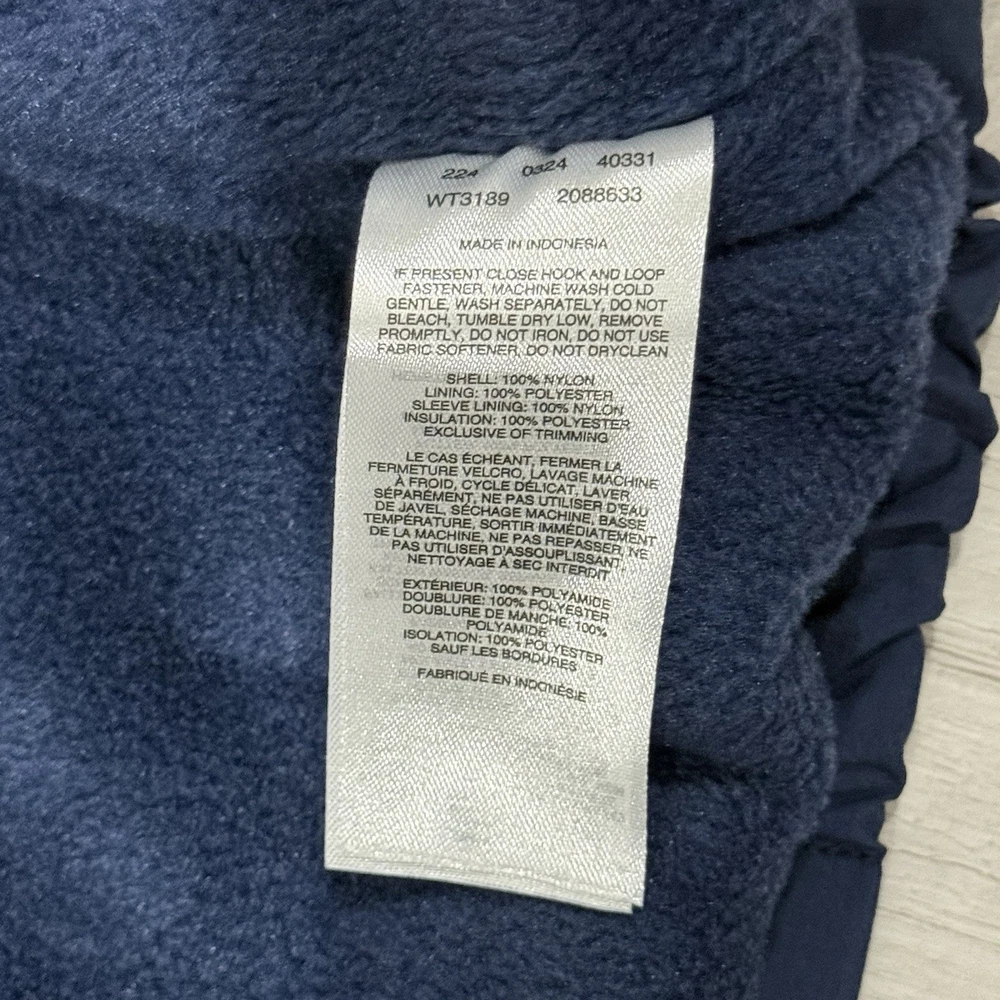 224 0324 40331
WT3189 2088633
MADE IN INDONESIA
IF PRESENT CLOSE HOOK AND LOOP
FASTENER, MACHINE WASH COLD
GENTLE, WASH SEPARATELY, DO NOT
BLEACH, TUMBLE DRY LOW, REMOVE
PROMPTLY, DO NOT IRON, DO NOT USE
FABRIC SOFTENER, DO NOT DRYCLEAN
SHELL: 100% NYLON
LINING: 100% POLYESTER
SLEEVE LINING: 100% NYLON
INSULATION: 100% POLYESTER
EXCLUSIVE OF TRIMMING
LE CAS ÉCHÉANT, FERMER LA
FERMETURE VELCRO, LAVAGE MACHINE
À FROID, CYCLE DÉLICAT, LAVER
SÉPARÉMENT, NE PAS UTILISER D'EAU
DE JAVEL, SÉCHAGE MACHINE, BASSE
TEMPÉRATURE, SORTIR IMMÉDIATEMENT
DE LA MACHINE, NE PAS REPASSER, NE
PAS UTILISER D'ASSOUPLISSANT,
NETTOYAGE À SEC INTERDIT
EXTÉRIEUR: 100% POLYAMIDE
DOUBLURE: 100% POLYESTER
DOUBLURE DE MANCHE: 100%
POLYAMIDE
ISOLATION: 100% POLYESTER
SAUF LES BORDURES
FABRIQUÉ EN INDONÉSIE